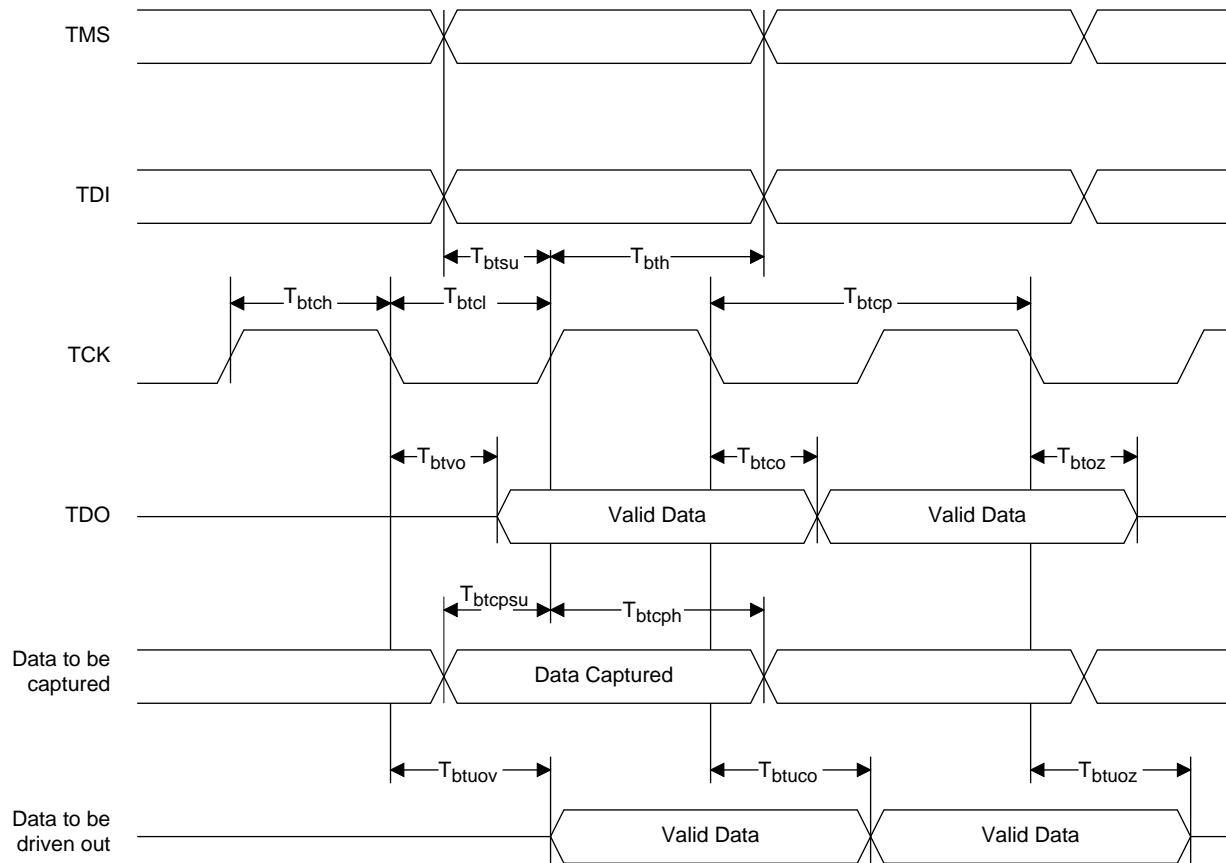 TMS
TDI
Tbtsu
Tbth
Tbtch
Tbtcl
Tbtcp
TCK
Tbtvo
Tbtco
Tbtoz
TDO
Valid Data
Valid Data
Tbtcpsu
Tbtcph
Data to be
captured
Data Captured
Tbtuov
Tbtuco
Tbtuoz
Data to be
driven out
Valid Data
Valid Data